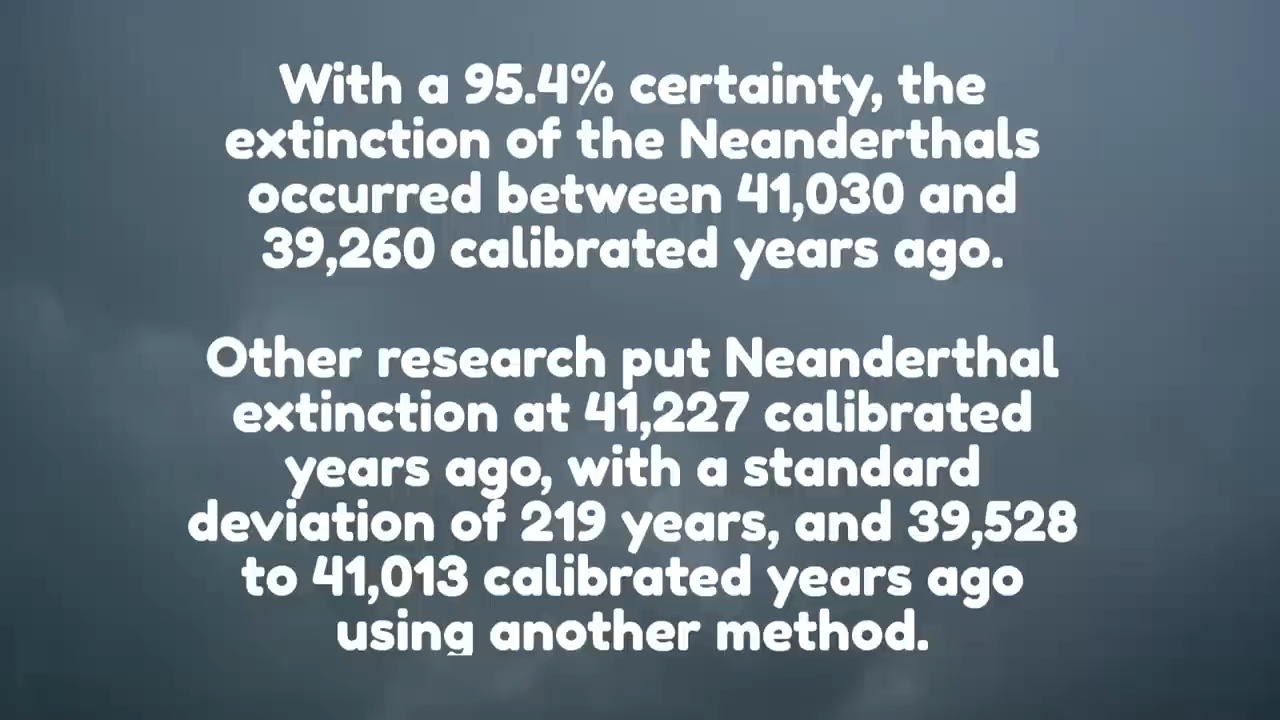 With a 95.4% certainty, the
extinction of the Neanderthals
occurred between 41,030 and
39,260 calibrated years ago.
Other research put Neanderthal
extinction at 41,227 calibrated
years ago, with a standard
deviation of 219 years, and 39,528
to 41,013 calibrated years ago
using another method.